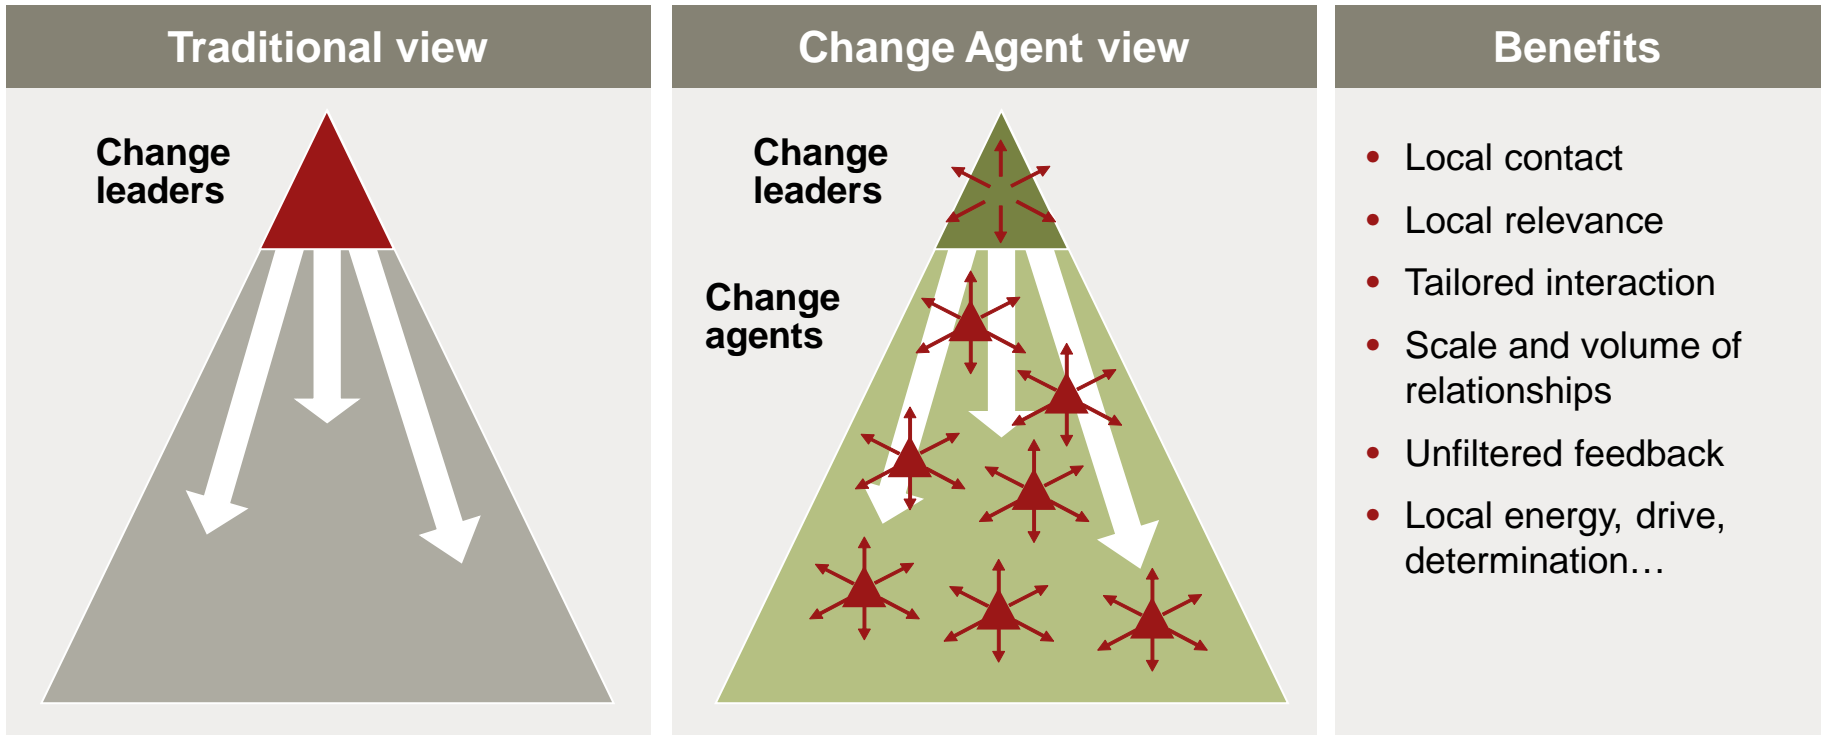 Traditional view
Change
leaders
Change Agent view
Change
leaders
Change
agents
Benefits
• Local contact
• Local relevance
• Tailored interaction
• Scale and volume of
relationships
• Unfiltered feedback
• Local energy, drive,
determination…